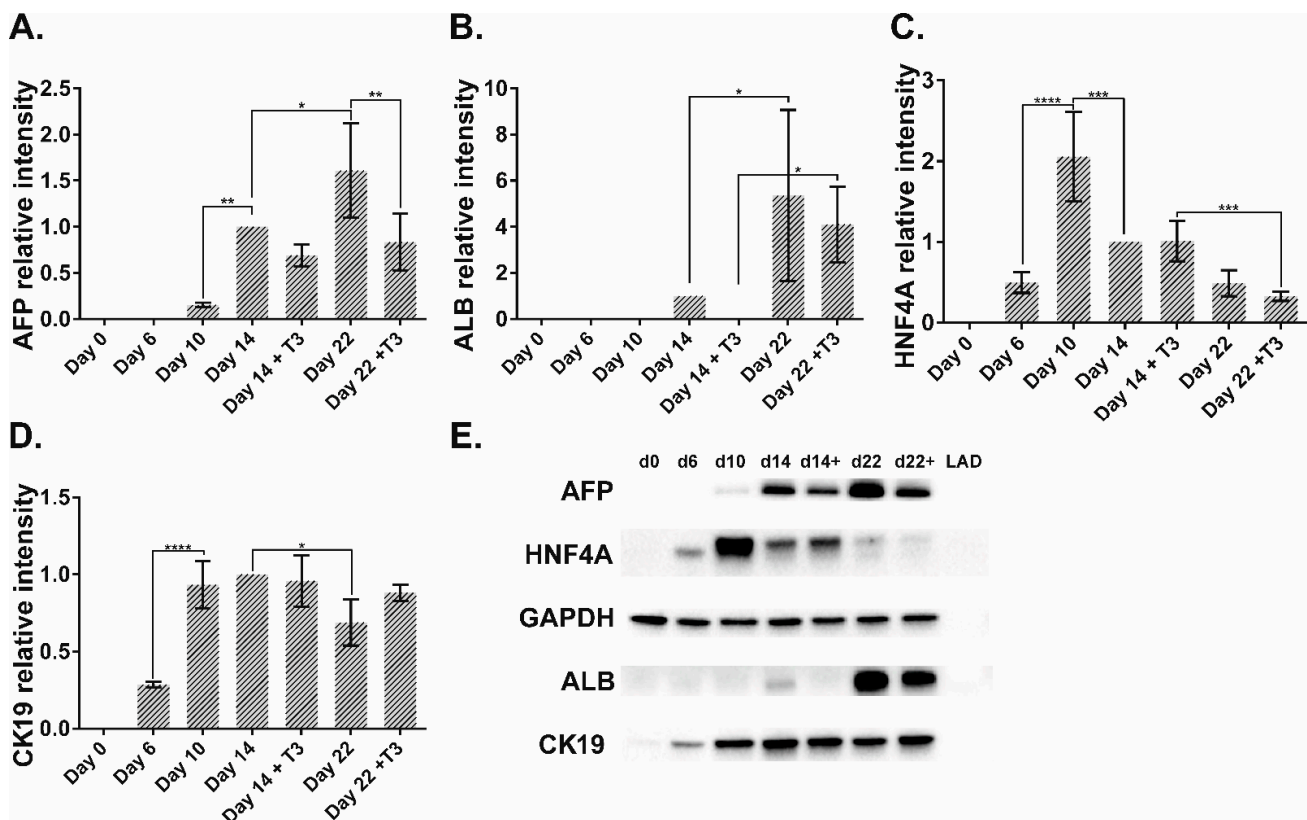 A.
AFP relative intensity
2.5
2.0
1.5
1.0
0.5
0.0
**
*
**
Day 0
Day 6
Day 10
Day 14
Day 14 + T3
Day 22
Day 22 +T3
B.
ALB relative intensity
10
8
6
4
2
0
*
*
Day 0
Day 6
Day 10
Day 14
Day 14 + T3
Day 22
Day 22 +T3
C.
HNF4A relative intensity
3
2
1
0
****
***
***
Day 0
Day 6
Day 10
Day 14
Day 14 + T3
Day 22
Day 22 +T3
D.
CK19 relative intensity
1.5
1.0
0.5
0.0
****
*
Day 0
Day 6
Day 10
Day 14
Day 14 + T3
Day 22
Day 22 +T3
E.
d0 d6 d10 d14 d14+ d22 d22+ LAD
AFP
HNF4A
GAPDH
ALB
CK19